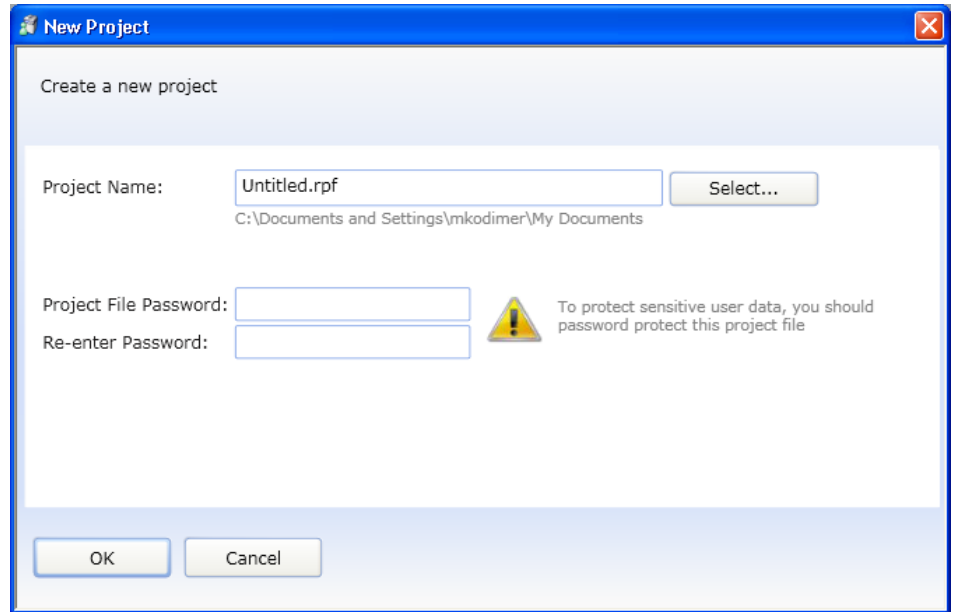 New Project
Create a new project
Project Name:
Untitled.rpf
Select...
C:\Documents and Settings\mkodimer\My Documents
Project File Password:
To protect sensitive user data, you should
password protect this project file
Re-enter Password:
OK
Cancel